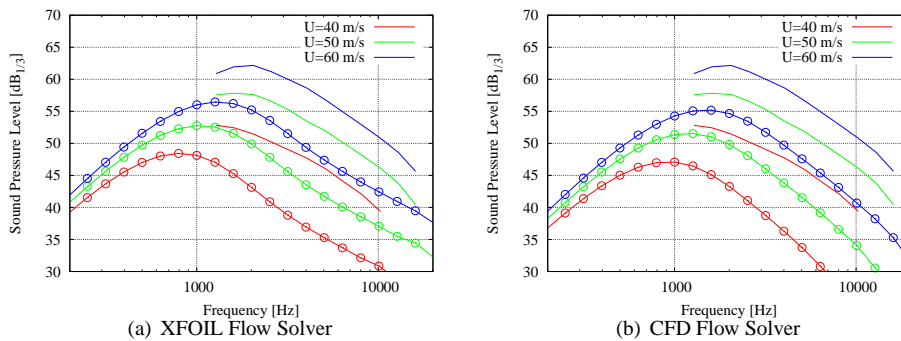 70
65
60
55
50
45
40
35
30
Sound Pressure Level [dB1/3]
U=40 m/s
U=50 m/s
U=60 m/s
1000
10000
Frequency [Hz]
(a) XFOIL Flow Solver
70
65
60
55
50
45
40
35
30
Sound Pressure Level [dB1/3]
U=40 m/s
U=50 m/s
U=60 m/s
1000
10000
Frequency [Hz]
(b) CFD Flow Solver